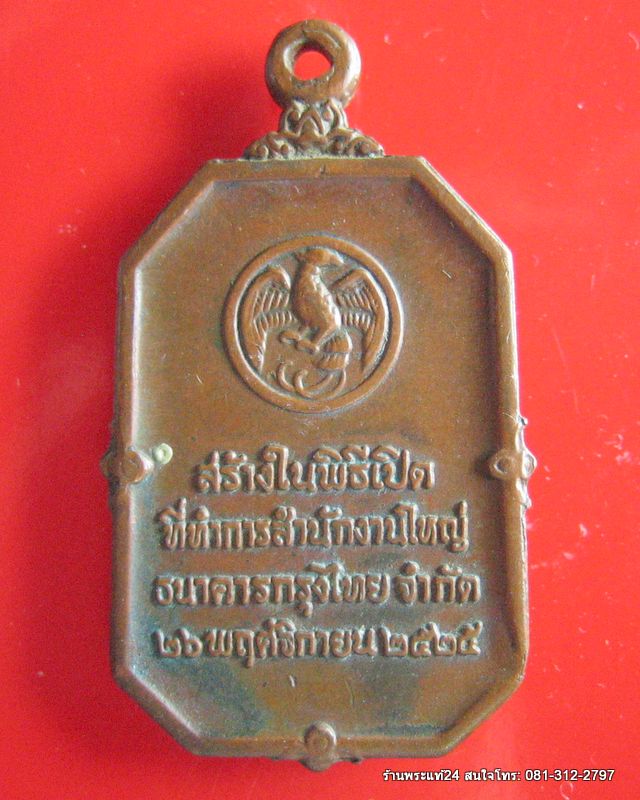 สร้างในพิธีเปิด
ที่ทำการสำนักงานใหญ่
ธนาคารกรุงไทย จำกัด
๒๖ พฤศจิกายน ๒๕๒๕
ร้านพระแท้24 สนใจโทร: 081-312-2797